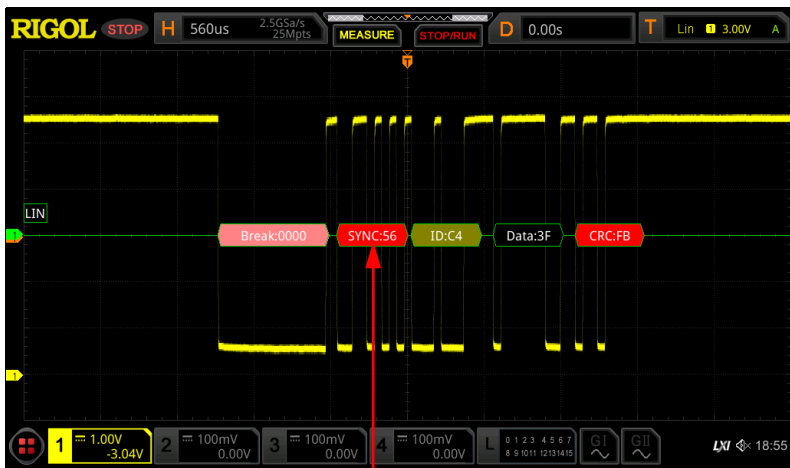 RIGOL STOP H 560us 2.5GSa/s 25Mpts MEASURE STOP/RUN D 0.00s T Lin 1 3.00V A
T
LIN
1 Break:0000 SYNC:56 ID:C4 Data:3F CRC:FB
1
1 1.00V -3.04V 2 100mV 0.00V 3 100mV 0.00V 4 100mV 0.00V L 0 1 2 3 4 5 6 7 8 9 10 11 12 13 14 15 GI GII LXI 18:55